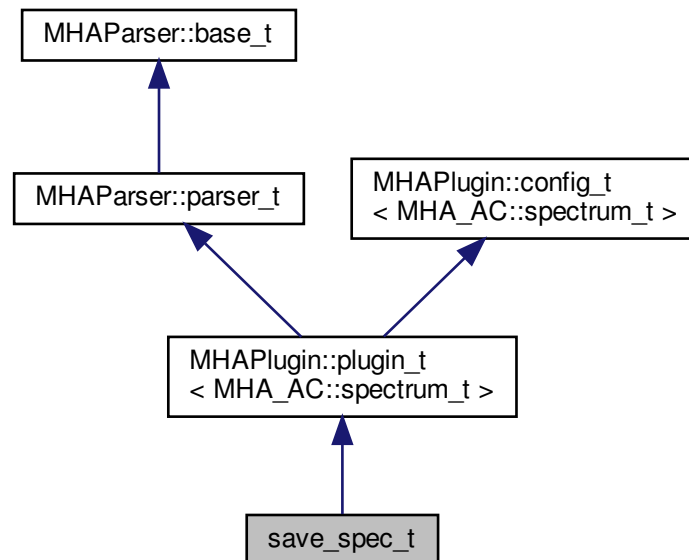 MHAParser::base_t
MHAParser::parser_t
MHAPlugin::config_t
< MHA_AC::spectrum_t >
MHAPlugin::plugin_t
< MHA_AC::spectrum_t >
save_spec_t